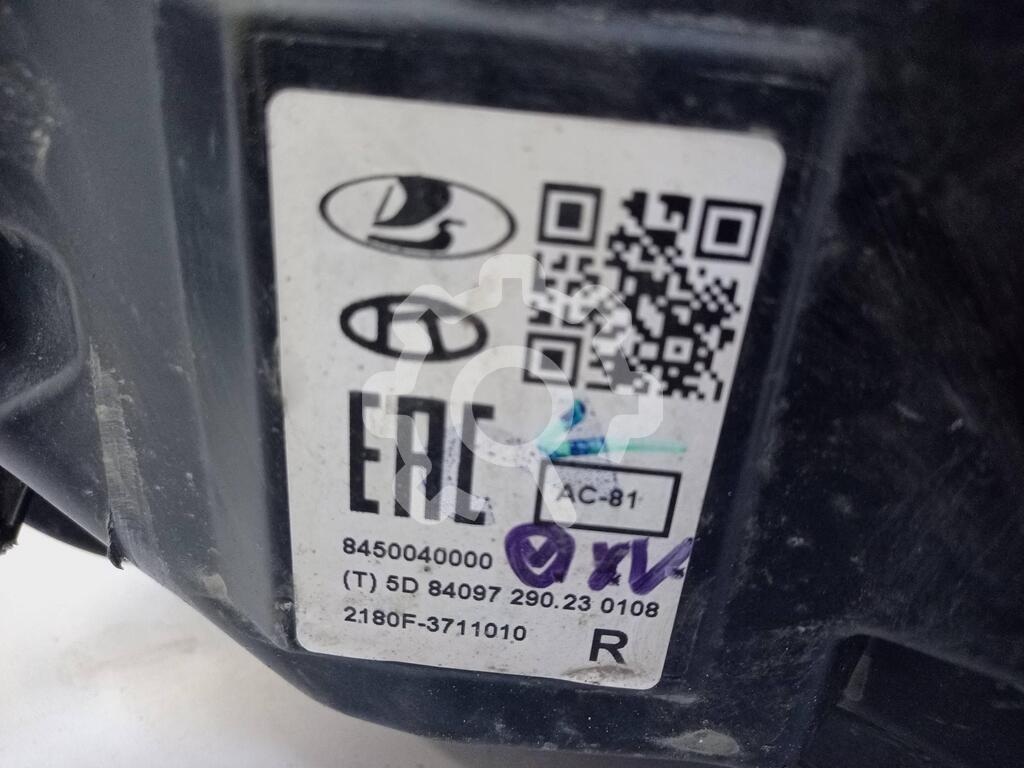 EAC
AC-81
8450040000
(T) 5D 84097 290.23 0108
2180F-3711010
R